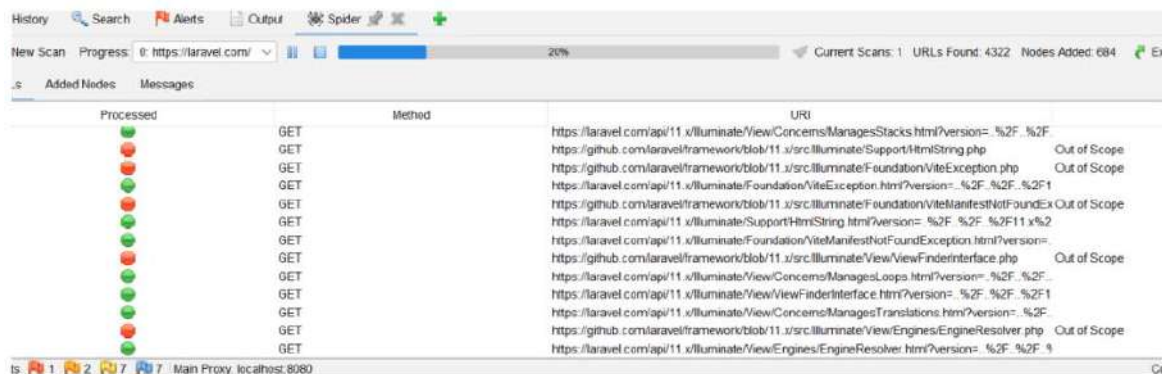 History Search Alerts Output Spider
New Scan Progress: 0: https://laravel.com/ 20% Current Scans: 1 URLs Found: 4322 Nodes Added: 684 Ex
.s Added Nodes Messages
Processed Method URI
GET https://laravel.com/api/11.x/Illuminate/View/Concerns/ManagesStacks.html?version=..%2F..%2F.
GET https://github.com/laravel/framework/blob/11.x/src/Illuminate/Support/HtmlString.php Out of Scope
GET https://github.com/laravel/framework/blob/11.x/src/Illuminate/Foundation/ViteException.php Out of Scope
GET https://laravel.com/api/11.x/Illuminate/Foundation/ViteException.html?version=..%2F..%2F..%2F1
GET https://github.com/laravel/framework/blob/11.x/src/Illuminate/Foundation/ViteManifestNotFoundEx Out of Scope
GET https://laravel.com/api/11.x/Illuminate/Support/HtmlString.html?version=..%2F..%2F..%2F11.x%2
GET https://laravel.com/api/11.x/Illuminate/Foundation/ViteManifestNotFoundException.html?version=.
GET https://github.com/laravel/framework/blob/11.x/src/Illuminate/View/ViewFinderInterface.php Out of Scope
GET https://laravel.com/api/11.x/Illuminate/View/Concerns/ManagesLoops.html?version=..%2F..%2F..
GET https://laravel.com/api/11.x/Illuminate/View/ViewFinderInterface.html?version=..%2F..%2F..%2F1
GET https://laravel.com/api/11.x/Illuminate/View/Concerns/ManagesTranslations.html?version=..%2F..
GET https://github.com/laravel/framework/blob/11.x/src/Illuminate/View/Engines/EngineResolver.php Out of Scope
GET https://laravel.com/api/11.x/Illuminate/View/Engines/EngineResolver.html?version=..%2F..%2F..%
ts 1 2 7 7 Main Proxy: localhost:8080